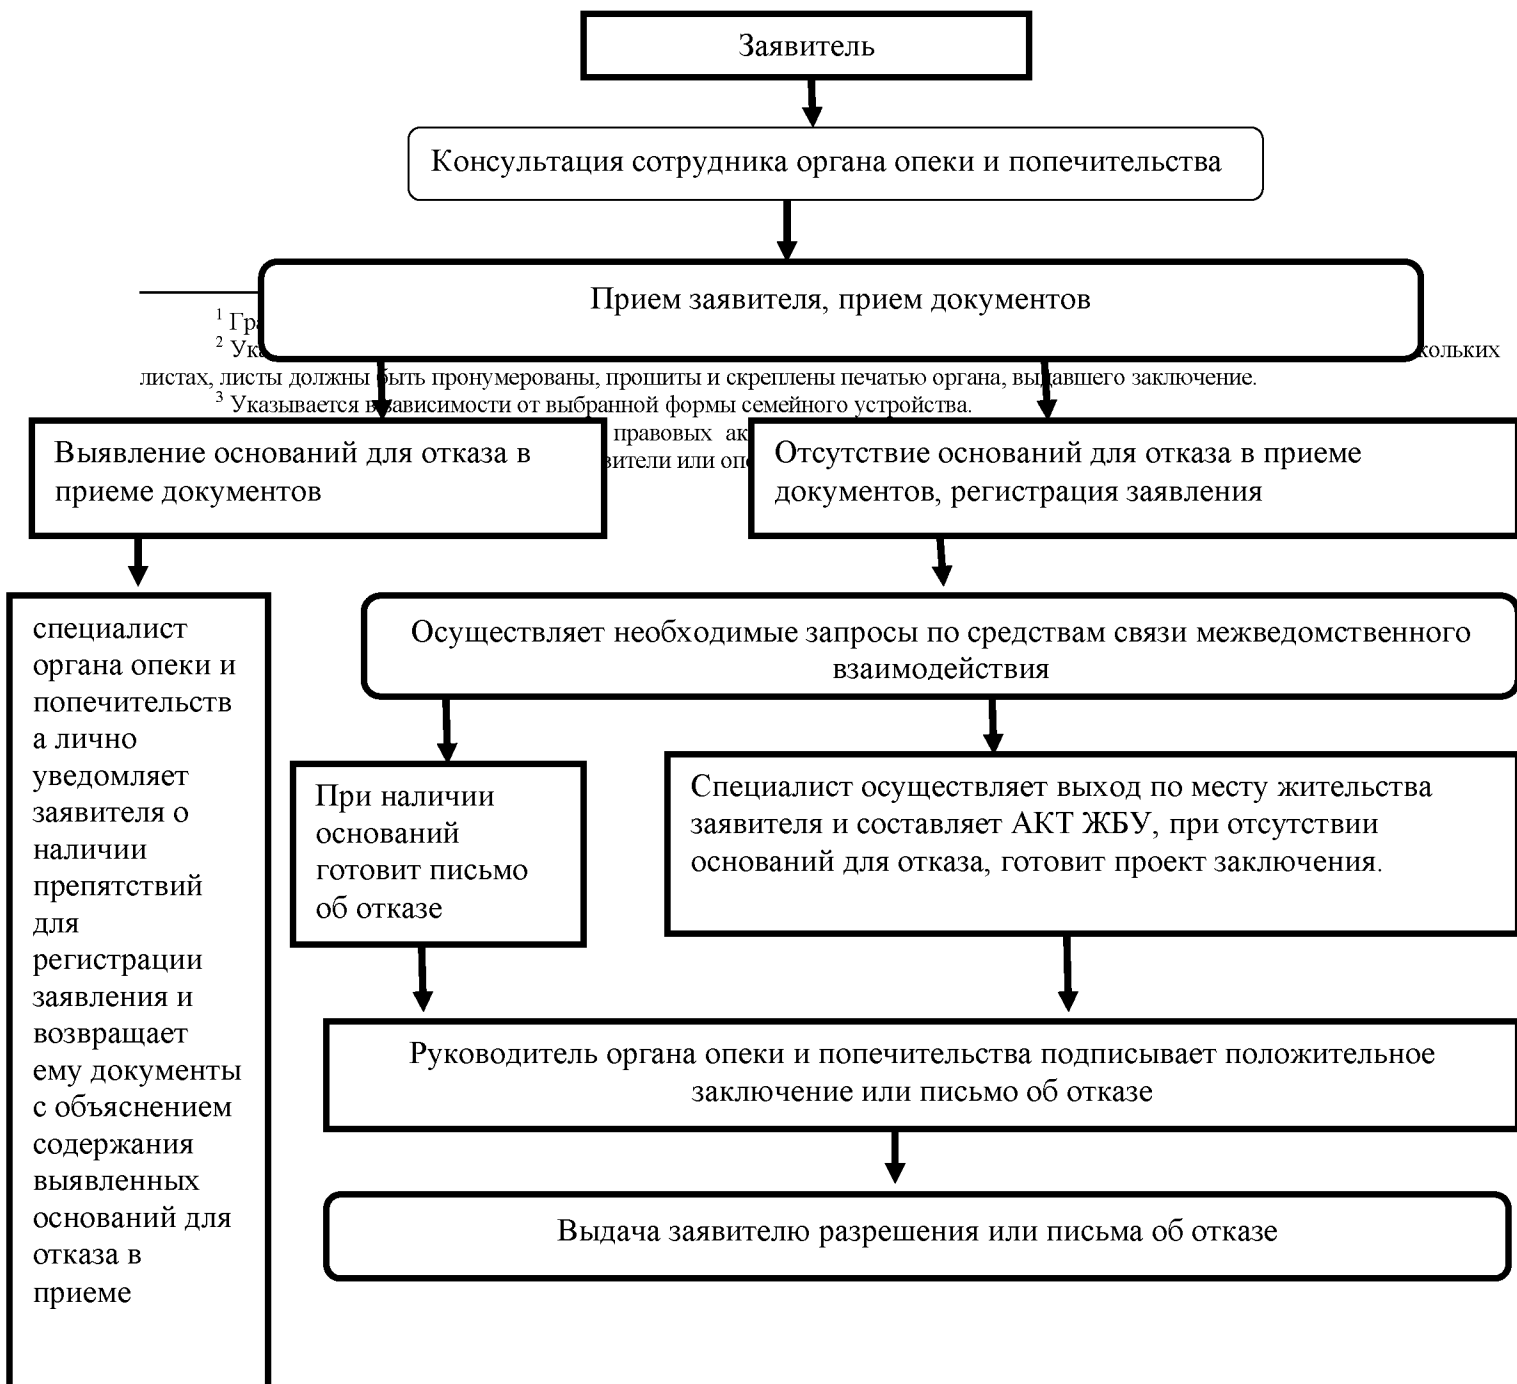 Заявитель
Консультация сотрудника органа опеки и попечительства
Прием заявителя, прием документов
1
2
листах, листы должны быть пронумерованы, прошиты и скреплены печатью органа, выдавшего заключение.
3 Указывается в зависимости от выбранной формы семейного устройства.
правовых
или
Выявление оснований для отказа в
приеме документов
Отсутствие оснований для отказа в приеме
документов, регистрация заявления
специалист
органа опеки и
попечительств
а лично
уведомляет
заявителя о
наличии
препятствий
для
регистрации
заявления и
возвращает
ему документы
с объяснением
содержания
выявленных
оснований для
отказа в
приеме
Осуществляет необходимые запросы по средствам связи межведомственного
взаимодействия
При наличии
оснований
готовит письмо
об отказе
Специалист осуществляет выход по месту жительства
заявителя и составляет АКТ ЖБУ, при отсутствии
оснований для отказа, готовит проект заключения.
Руководитель органа опеки и попечительства подписывает положительное
заключение или письмо об отказе
Выдача заявителю разрешения или письма об отказе